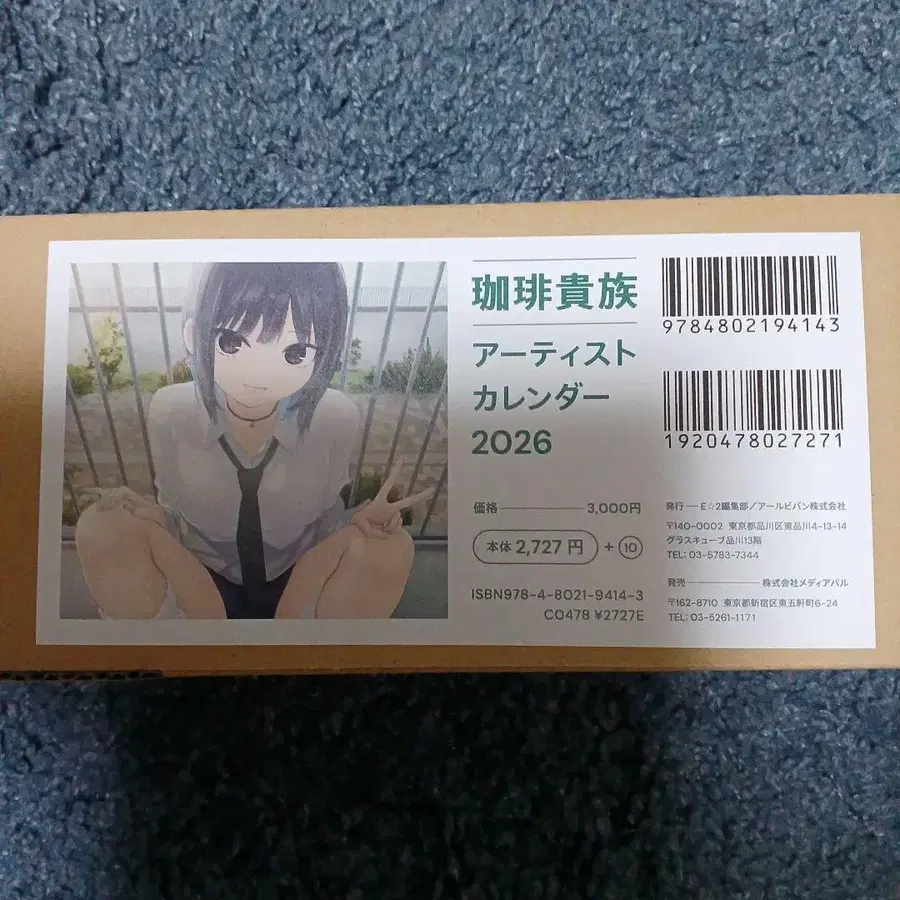 珈琲貴族
アーティスト
カレンダー
2026
価格 3,000円
本体 2,727 円 + 10
ISBN978-4-8021-9414-3
C0478 ¥2727E
9784802194143
1920478027271
発行 — E☆2編集部／アールビバン株式会社
〒140-0002 東京都品川区東品川4-13-14
グラスキューブ品川13階
TEL: 03-5783-7344
発売 株式会社メディアパル
〒162-8710 東京都新宿区東五軒町6-24
TEL: 03-5261-1171